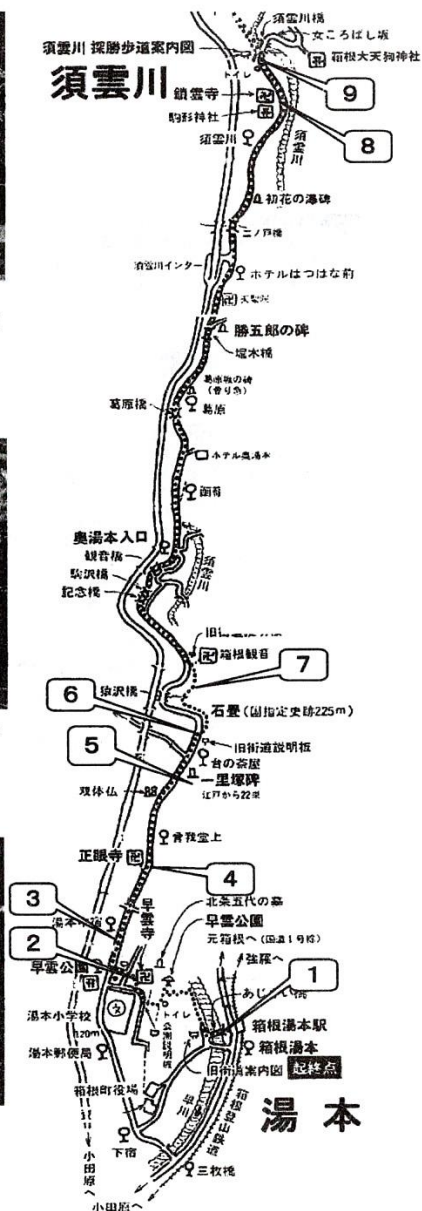 須雲川橋
女ころばし坂
須雲川 探勝歩道案内図
箱根大天狗神社
トイレ
須雲川
9
鎖雲寺
駒形神社
8
須雲川
須雲川
初花の瀑碑
二ノ戸橋
須雲川インター
ホテルはつはな前
天聖院
勝五郎の碑
堀木橋
葛原橋
葛原
ホテル奥湯本
奥湯本入口
観音橋
須雲川
駒沢橋
記念橋
箱根観音
7
6
猿沢橋
石畳(国指定史跡225m)
旧街道説明板
5
台の茶屋
一里塚碑
江戸から22里
双体仏
曽我堂上
正眼寺
4
3
早雲寺
北条五代の墓
早雲公園
元箱根へ(国道1号線)
2
強羅へ
早雲公園
1
湯本小学校
トイレ
箱根湯本駅
120m
箱根湯本
湯本郵便局
旧街道案内図
起終点
箱根町役場
早川
箱根登山鉄道
湯本
下宿
三枚橋
小田原へ
小田原へ